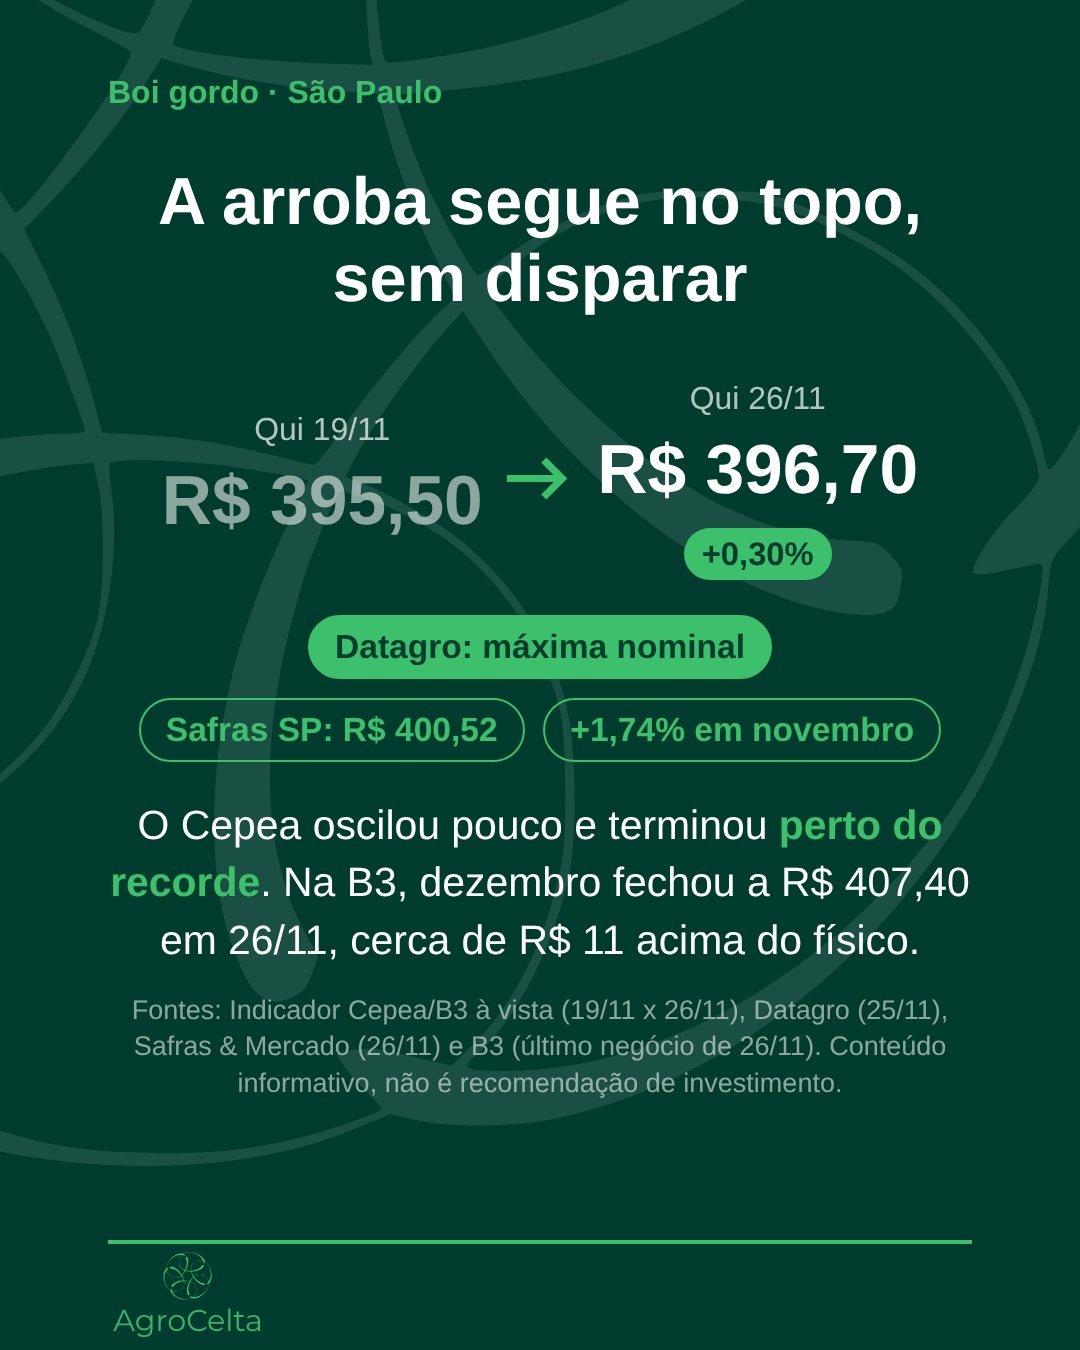 Boi gordo · São Paulo
A arroba segue no topo,
sem disparar
Qui 19/11
R$ 395,50
Qui 26/11
R$ 396,70
+0,30%
Datagro: máxima nominal
Safras SP: R$ 400,52
+1,74% em novembro
O Cepea oscilou pouco e terminou perto do
recorde. Na B3, dezembro fechou a R$ 407,40
em 26/11, cerca de R$ 11 acima do físico.
Fontes: Indicador Cepea/B3 à vista (19/11 x 26/11), Datagro (25/11),
Safras & Mercado (26/11) e B3 (último negócio de 26/11). Conteúdo
informativo, não é recomendação de investimento.
AgroCelta